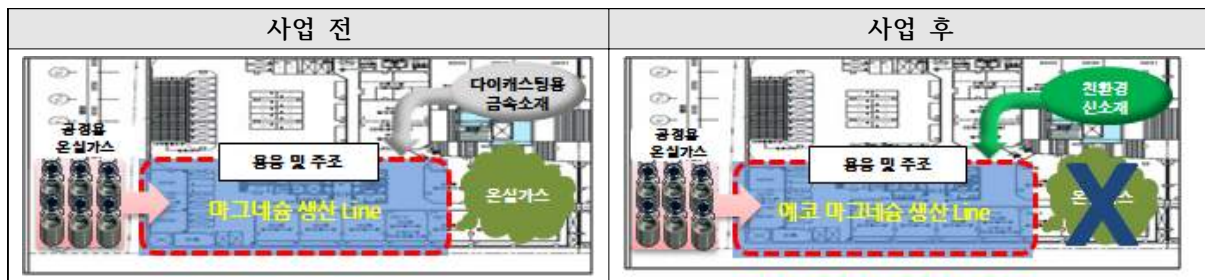 사업 전
사업 후
다이캐스팅용
금속소재
공정용
온실가스
용융 및 주조
마그네슘 생산 Line
온실가스
친환경
신소재
공정용
온실가스
용융 및 주조
에코 마그네슘 생산 Line